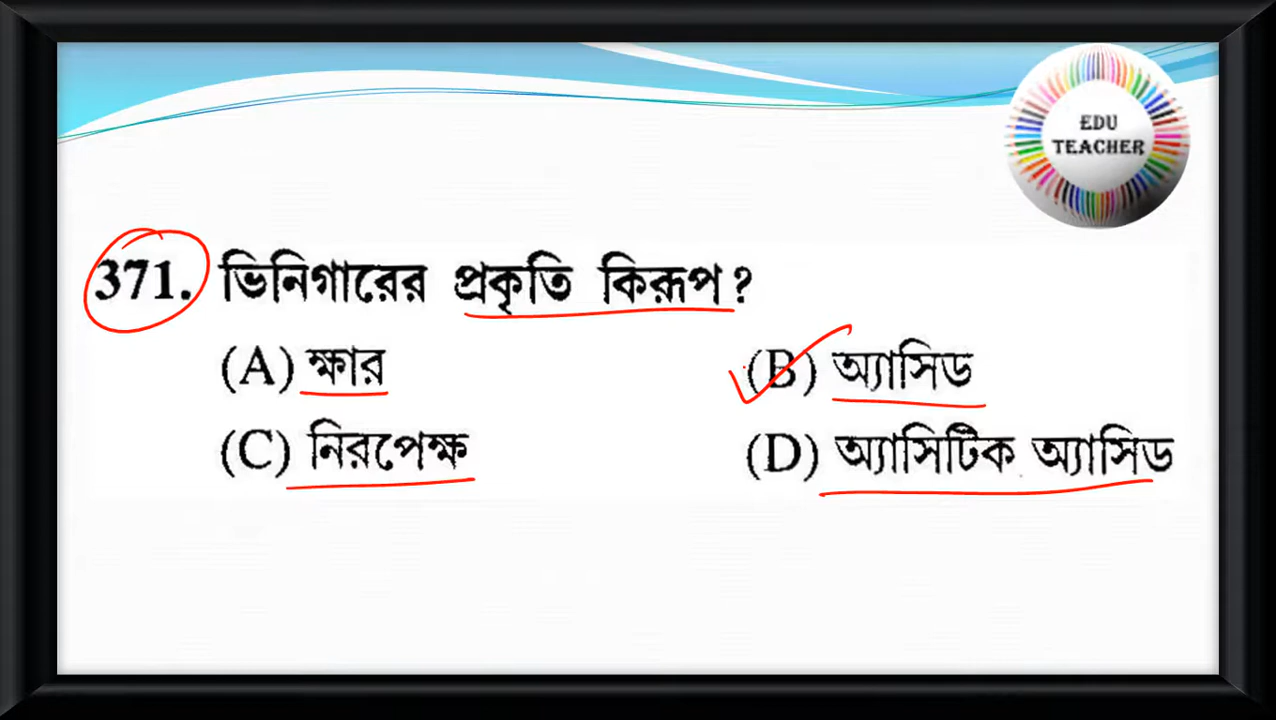 EDU
TEACHER
371. ভিনিগারের প্রকৃতি কিরূপ?
(A) ক্ষার (B) অ্যাসিড
(C) নিরপেক্ষ (D) অ্যাসিটিক অ্যাসিড